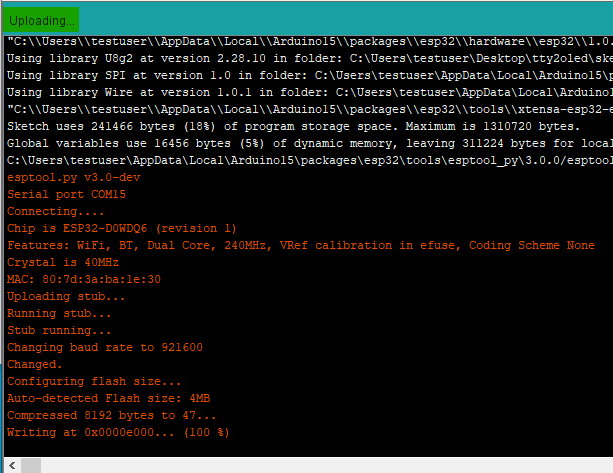 Uploading...
"C:\\Users\\testuser\\AppData\\Local\\Arduino15\\packages\\esp32\\hardware\\esp32\\1.0.
Using library U8g2 at version 2.28.10 in folder: C:\Users\testuser\Desktop\tty2oled\ske
Using library SPI at version 1.0 in folder: C:\Users\testuser\AppData\Local\Arduino15\p
Using library Wire at version 1.0.1 in folder: C:\Users\testuser\AppData\Local\Arduino1
"C:\\Users\\testuser\\AppData\\Local\\Arduino15\\packages\\esp32\\tools\\xtensa-esp32-e
Sketch uses 241466 bytes (18%) of program storage space. Maximum is 1310720 bytes.
Global variables use 16456 bytes (5%) of dynamic memory, leaving 311224 bytes for local
C:\Users\testuser\AppData\Local\Arduino15\packages\esp32\tools\esptool_py\3.0.0/esptool
esptool.py v3.0-dev
Serial port COM15
Connecting....
Chip is ESP32-D0WDQ6 (revision 1)
Features: WiFi, BT, Dual Core, 240MHz, VRef calibration in efuse, Coding Scheme None
Crystal is 40MHz
MAC: 80:7d:3a:ba:1e:30
Uploading stub...
Running stub...
Stub running...
Changing baud rate to 921600
Changed.
Configuring flash size...
Auto-detected Flash size: 4MB
Compressed 8192 bytes to 47...
Writing at 0x0000e000... (100 %)